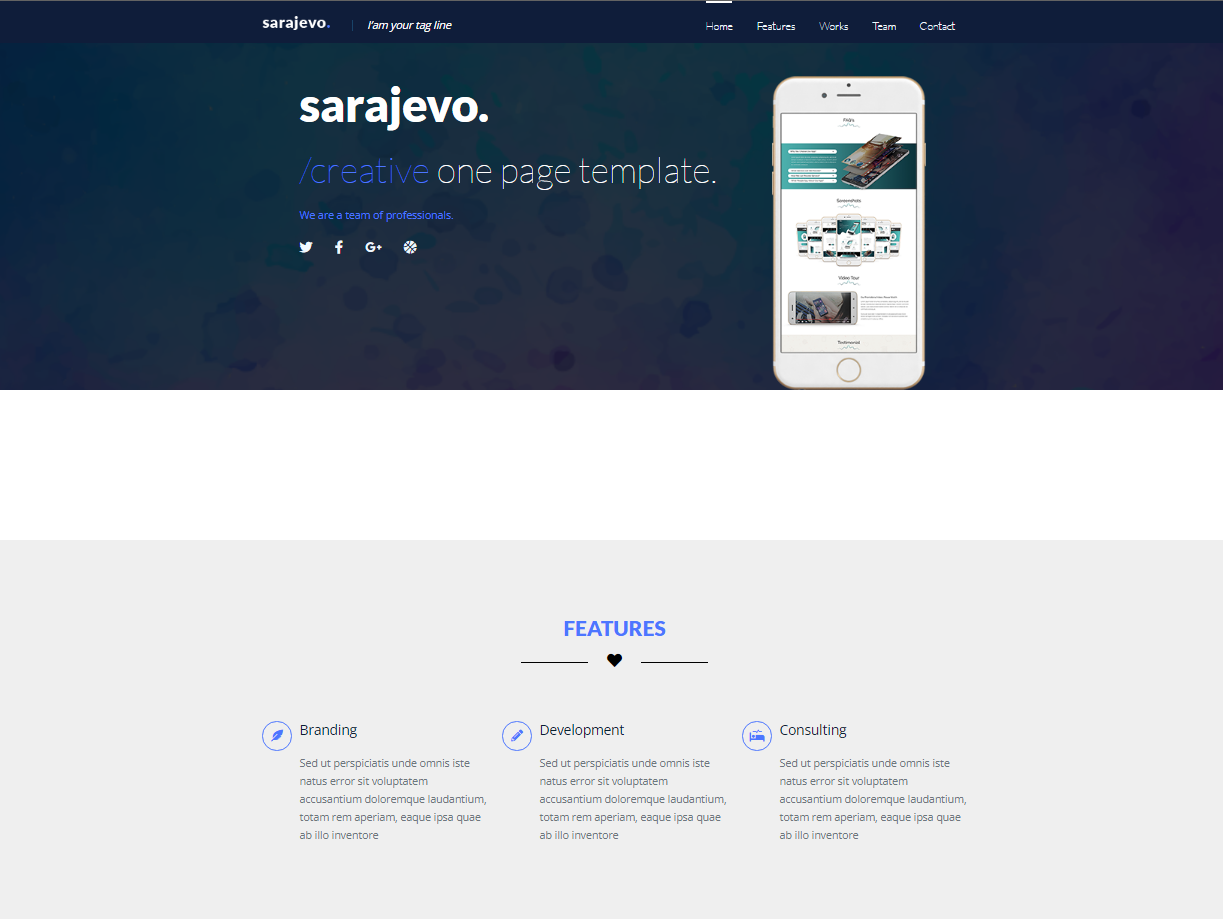 sarajevo.
I'am your tag line
Home Features Works Team Contact
sarajevo.
/creative one page template.
We are a team of professionals.
FAQ's
Screenshots
Video Tour
Testimonial
FEATURES
Branding
Sed ut perspiciatis unde omnis iste
natus error sit voluptatem
accusantium doloremque laudantium,
totam rem aperiam, eaque ipsa quae
ab illo inventore
Development
Sed ut perspiciatis unde omnis iste
natus error sit voluptatem
accusantium doloremque laudantium,
totam rem aperiam, eaque ipsa quae
ab illo inventore
Consulting
Sed ut perspiciatis unde omnis iste
natus error sit voluptatem
accusantium doloremque laudantium,
totam rem aperiam, eaque ipsa quae
ab illo inventore